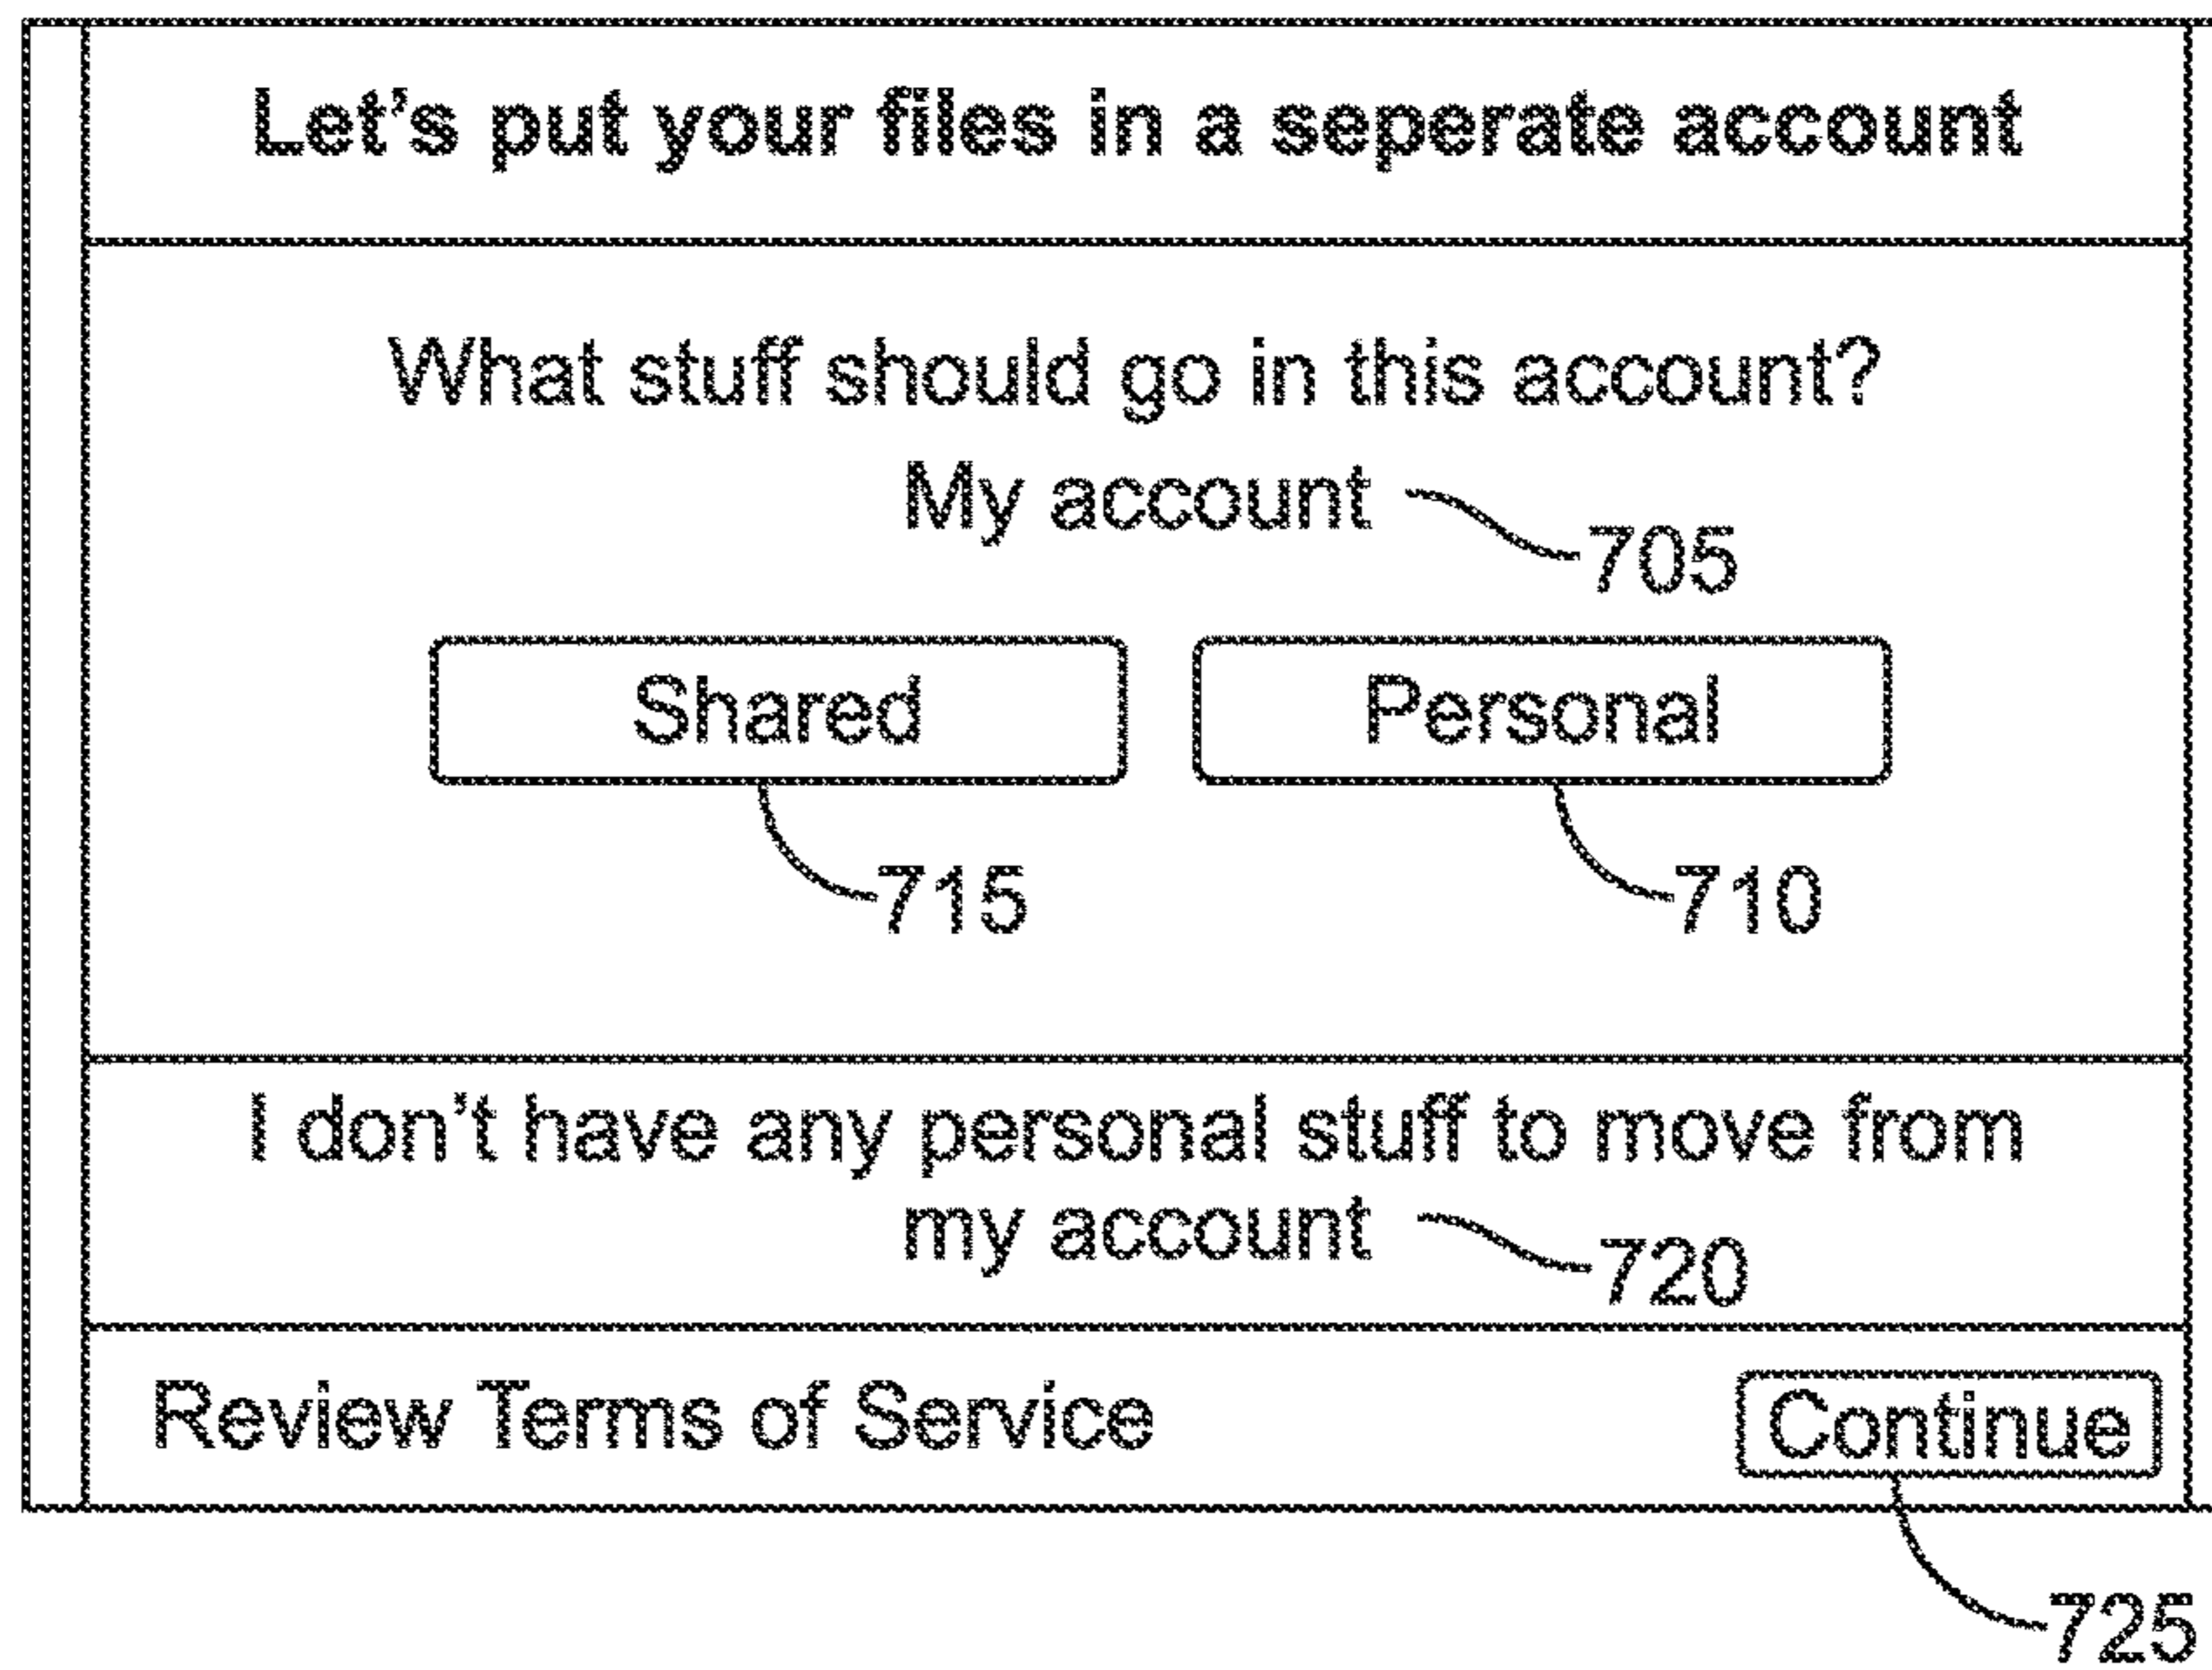 Let's put your files in a seperate account
What stuff should go in this account?
My account
705
Shared
Personal
715
710
I don't have any personal stuff to move from
my account
720
Review Terms of Service
Continue
725